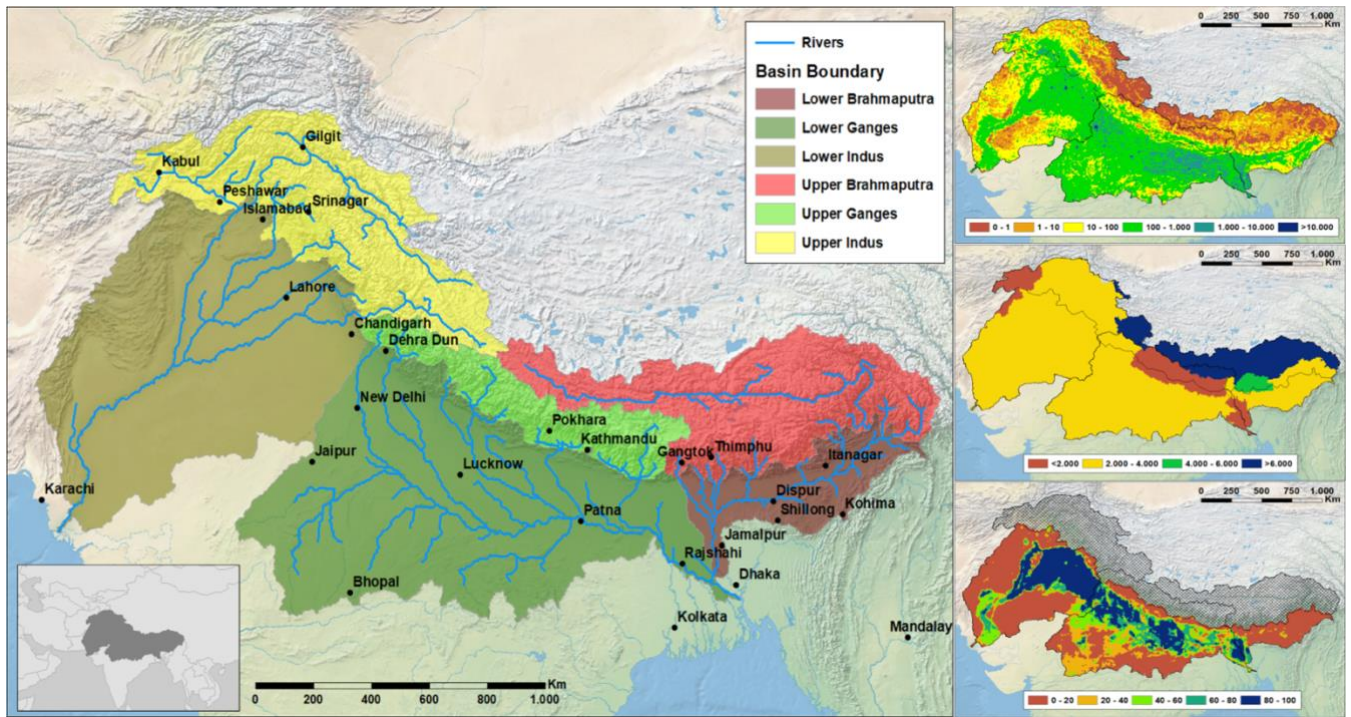 Rivers
Basin Boundary
Lower Brahmaputra
Lower Ganges
Lower Indus
Upper Brahmaputra
Upper Ganges
Upper Indus
Gilgit
Kabul
Peshawar
Srinagar
Islamabad
Lahore
Chandigarh
Dehra Dun
New Delhi
Pokhara
Kathmandu
Gangtok
Thimphu
Itanagar
Jaipur
Lucknow
Karachi
Patna
Dispur
Shillong
Kohima
Jamalpur
Rajshahi
Dhaka
Bhopal
Kolkata
Mandalay
Km
0 200 400 600 800 1.000
0 250 500 750 1.000
Km
0 - 1 1 - 10 10 - 100 100 - 1.000 1.000 - 10.000 >10.000
0 250 500 750 1.000
Km
<2.000 2.000 - 4.000 4.000 - 6.000 >6.000
0 250 500 750 1.000
Km
0 - 20 20 - 40 40 - 60 60 - 80 80 - 100